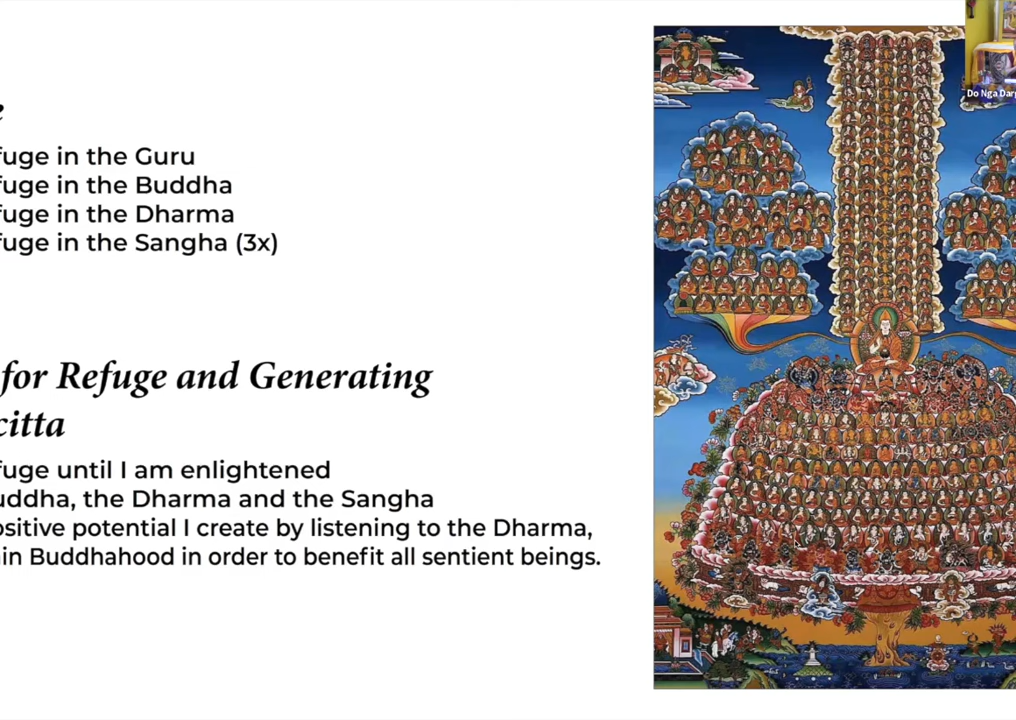 e
fuge in the Guru
fuge in the Buddha
fuge in the Dharma
fuge in the Sangha (3x)
for Refuge and Generating
citta
fuge until I am enlightened
uddha, the Dharma and the Sangha
ositive potential I create by listening to the Dharma,
in Buddhahood in order to benefit all sentient beings.
Do Nga Darg